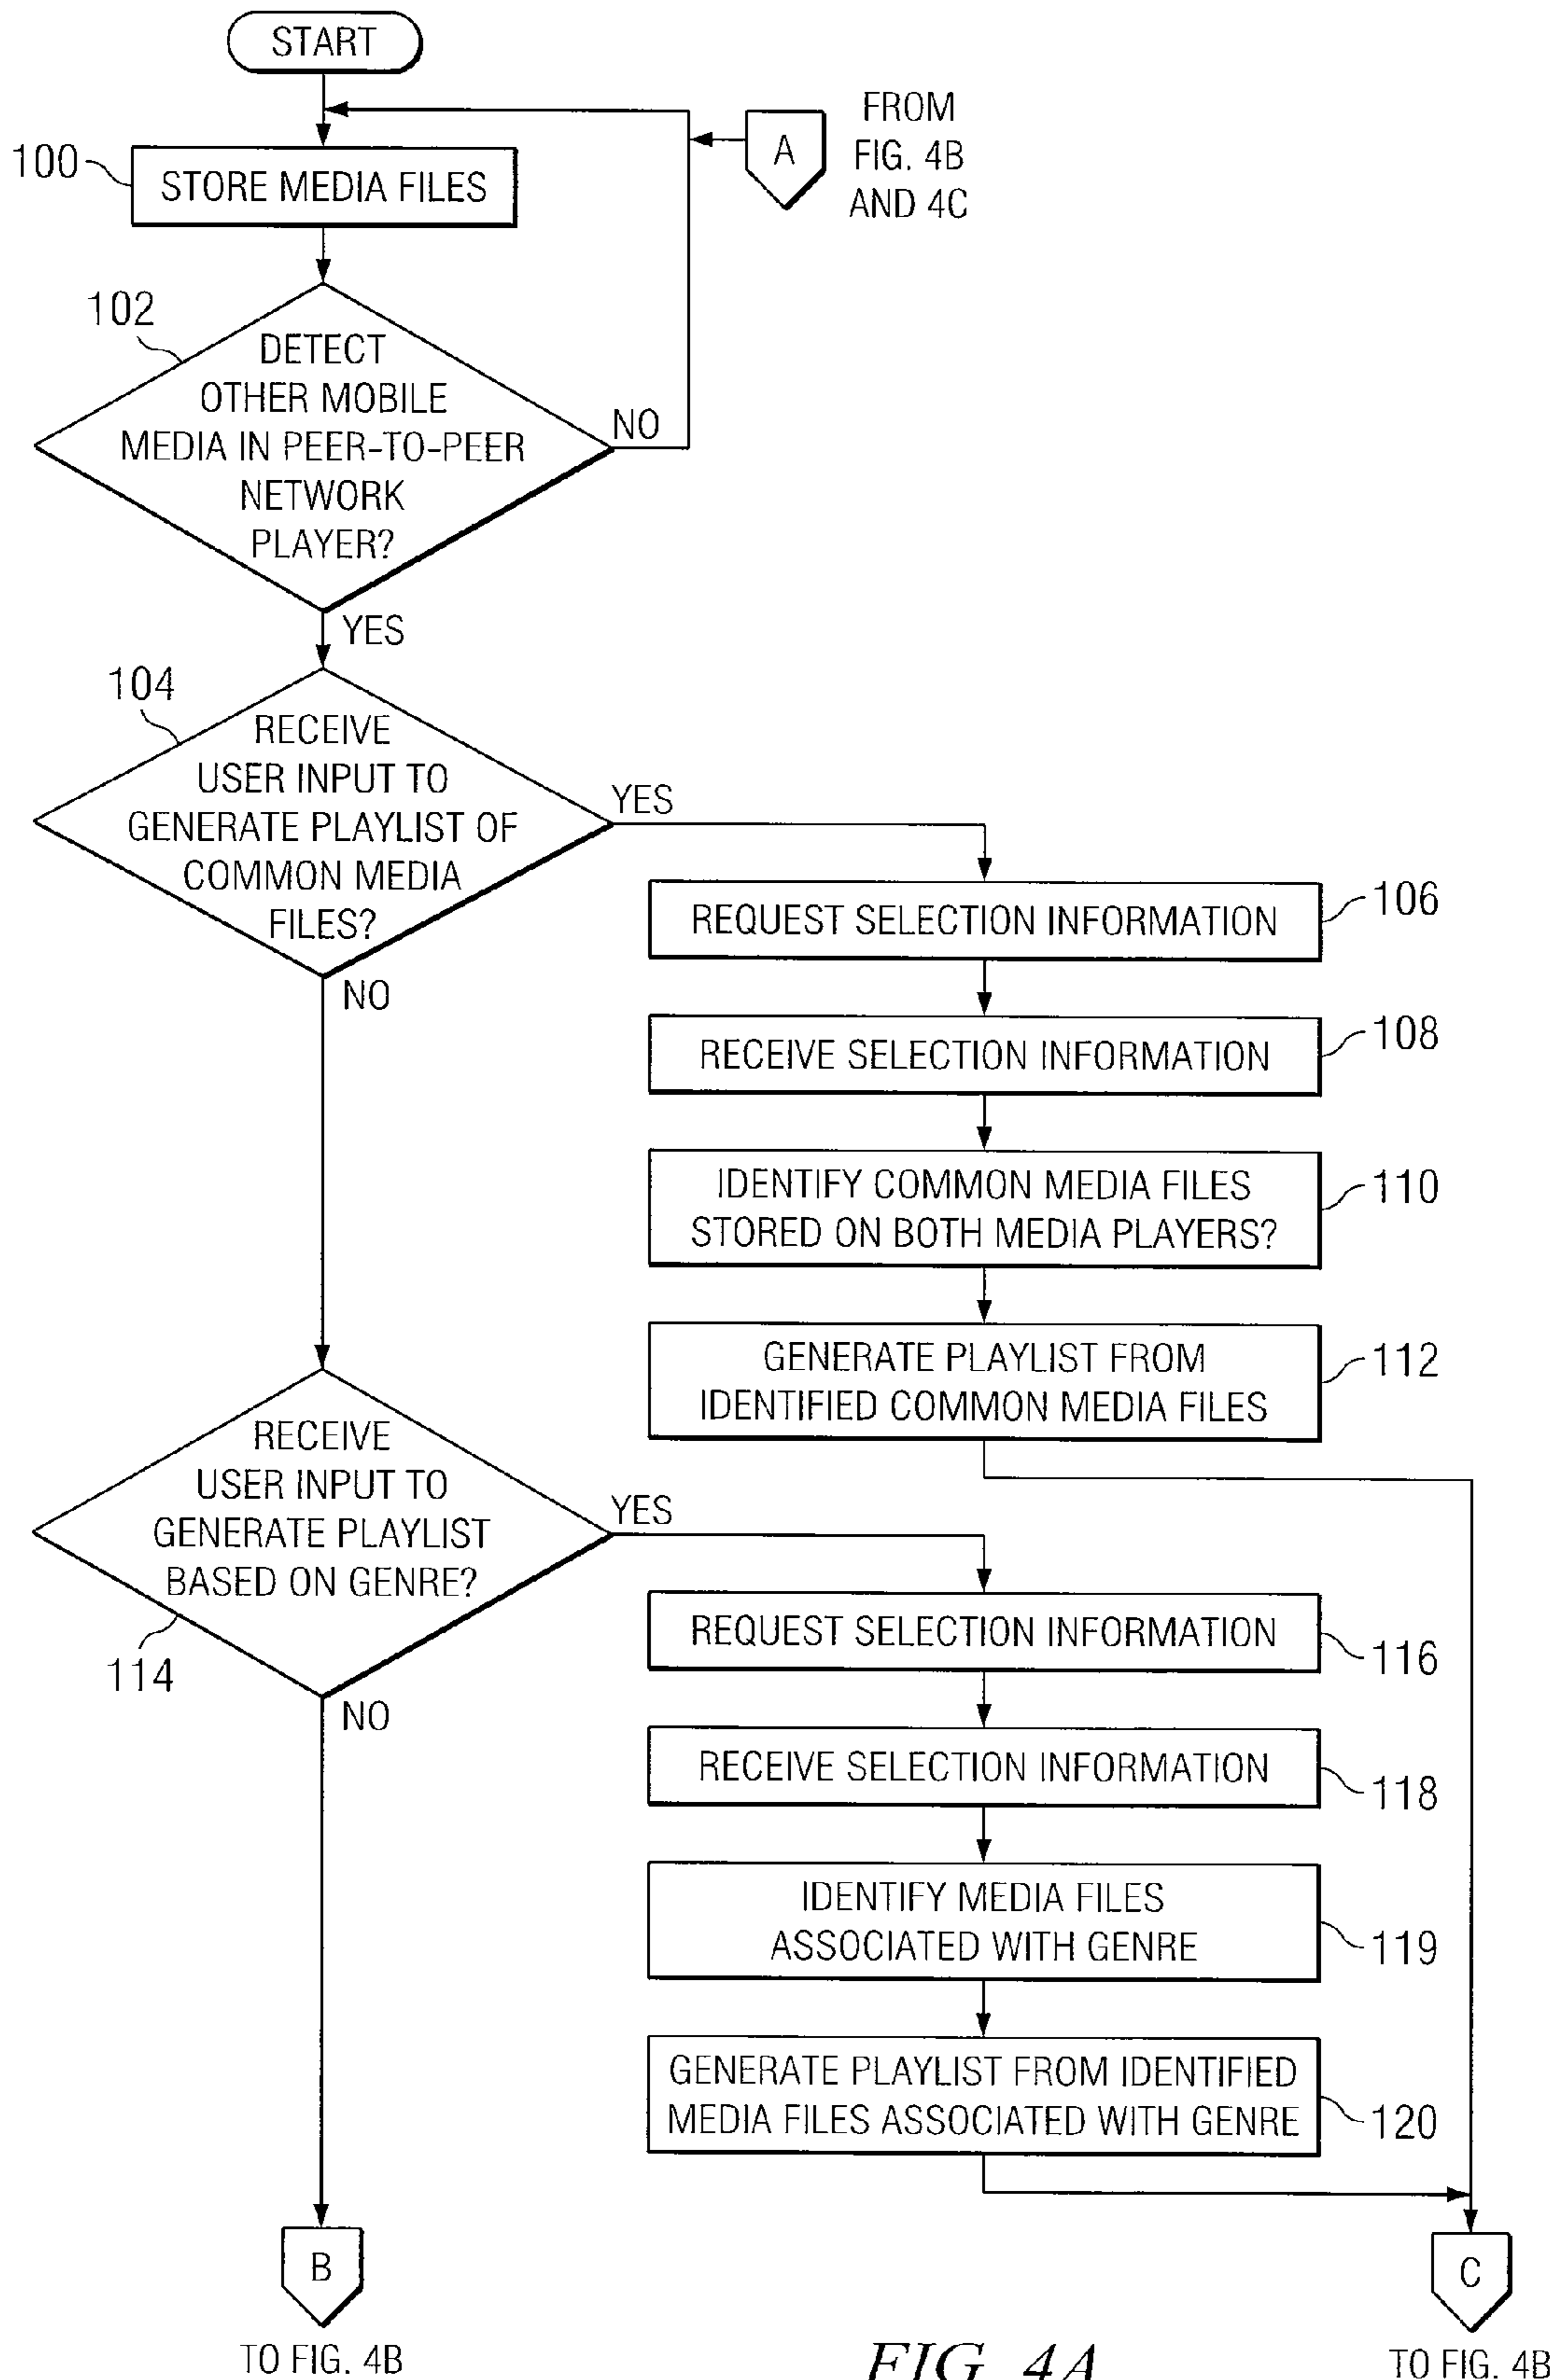 START
A
FROM
FIG. 4B
AND 4C
100
STORE MEDIA FILES
102
DETECT
OTHER MOBILE
MEDIA IN PEER-TO-PEER
NETWORK
PLAYER?
NO
YES
104
RECEIVE
USER INPUT TO
GENERATE PLAYLIST OF
COMMON MEDIA
FILES?
YES
NO
REQUEST SELECTION INFORMATION
106
RECEIVE SELECTION INFORMATION
108
IDENTIFY COMMON MEDIA FILES
STORED ON BOTH MEDIA PLAYERS?
110
GENERATE PLAYLIST FROM
IDENTIFIED COMMON MEDIA FILES
112
RECEIVE
USER INPUT TO
GENERATE PLAYLIST
BASED ON GENRE?
114
YES
NO
REQUEST SELECTION INFORMATION
116
RECEIVE SELECTION INFORMATION
118
IDENTIFY MEDIA FILES
ASSOCIATED WITH GENRE
119
GENERATE PLAYLIST FROM IDENTIFIED
MEDIA FILES ASSOCIATED WITH GENRE
120
B
TO FIG. 4B
C
TO FIG. 4B
FIG. 4A